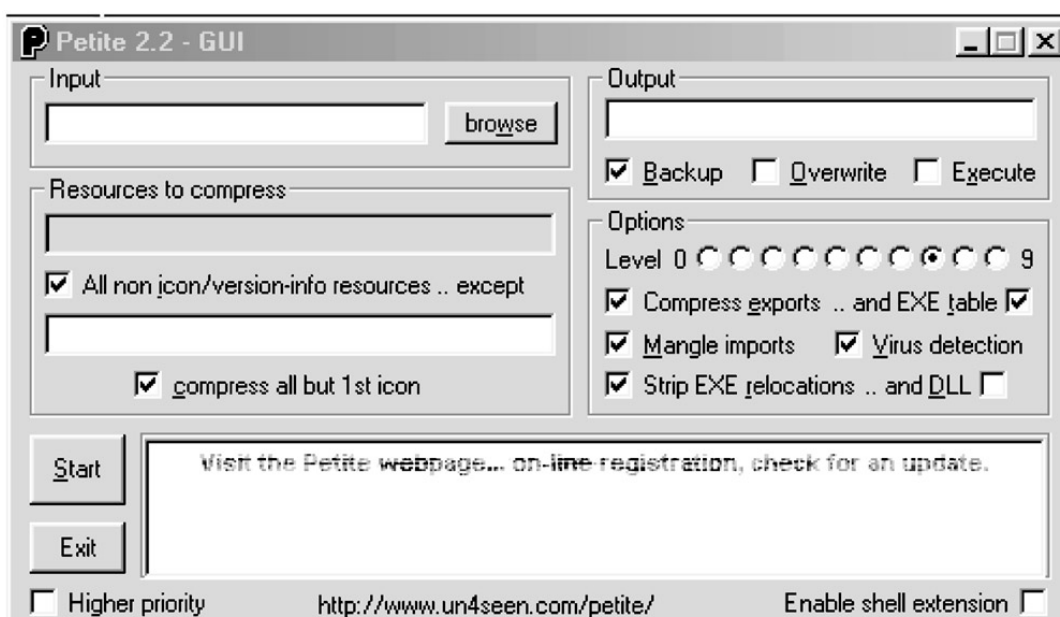 Petite 2.2 - GUI
Input
browse
Output
Backup Overwrite Execute
Resources to compress
All non icon/version-info resources .. except
compress all but 1st icon
Options
Level 0 9
Compress exports .. and EXE table
Mangle imports Virus detection
Strip EXE relocations .. and DLL
Start
Exit
Visit the Petite webpage... on-line registration, check for an update.
Higher priority
http://www.un4seen.com/petite/
Enable shell extension